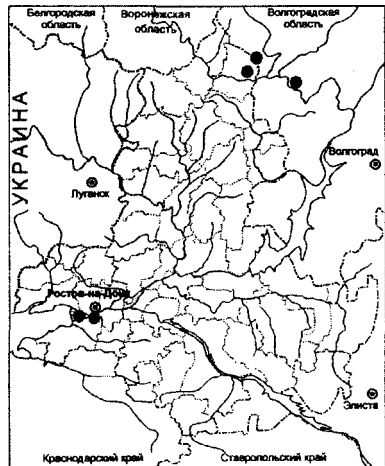 Белгородская
область
Воронежская
область
Волгоградская
область
УКРАИНА
Волгоград
Луганск
Ростов-на-Дону
Элиста
Краснодарский край
Ставропольский край